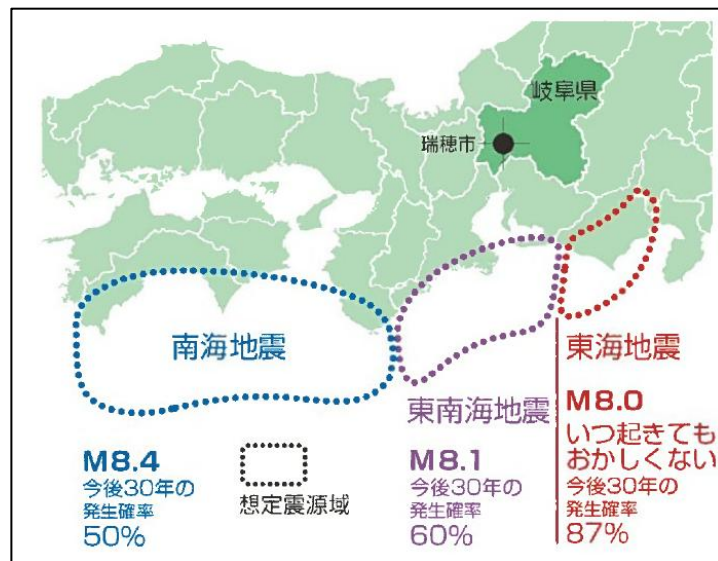 岐阜県
瑞穂市
南海地震
東南海地震
東海地震
M8.4
今後30年の
発生確率
50%
想定震源域
M8.1
今後30年の
発生確率
60%
M8.0
いつ起きても
おかしくない
今後30年の
発生確率
87%